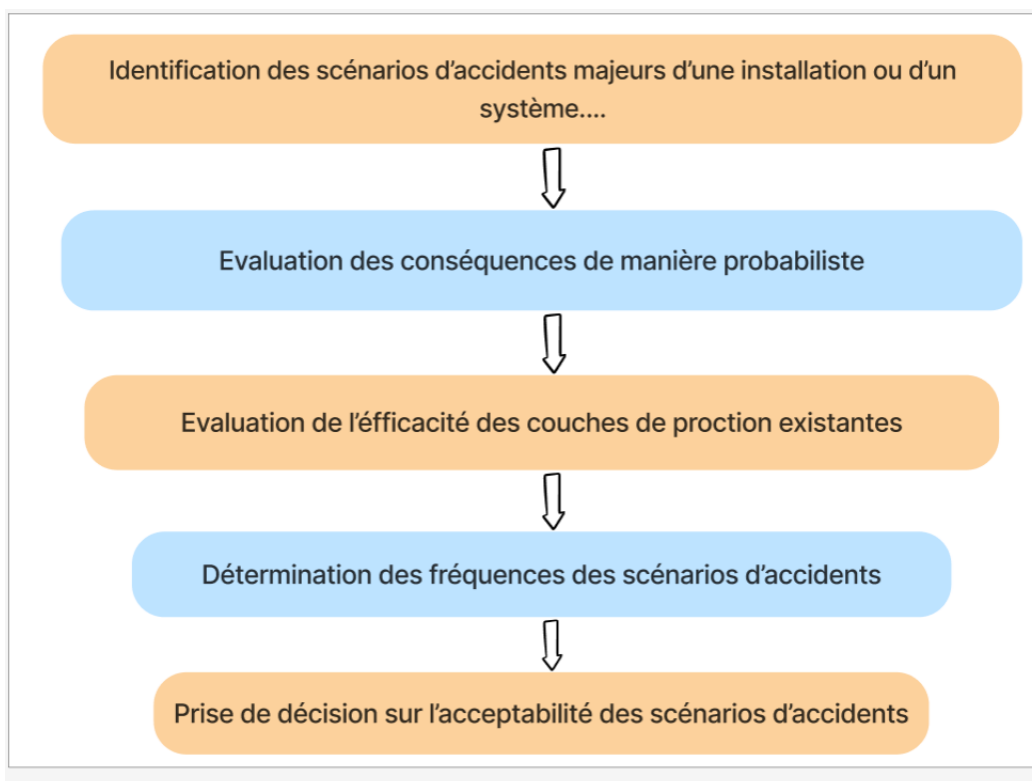 Identification des scénarios d’accidents majeurs d’une installation ou d’un
système....
Evaluation des conséquences de manière probabiliste
Evaluation de l’éfficacité des couches de proction existantes
Détermination des fréquences des scénarios d’accidents
Prise de décision sur l’acceptabilité des scénarios d’accidents